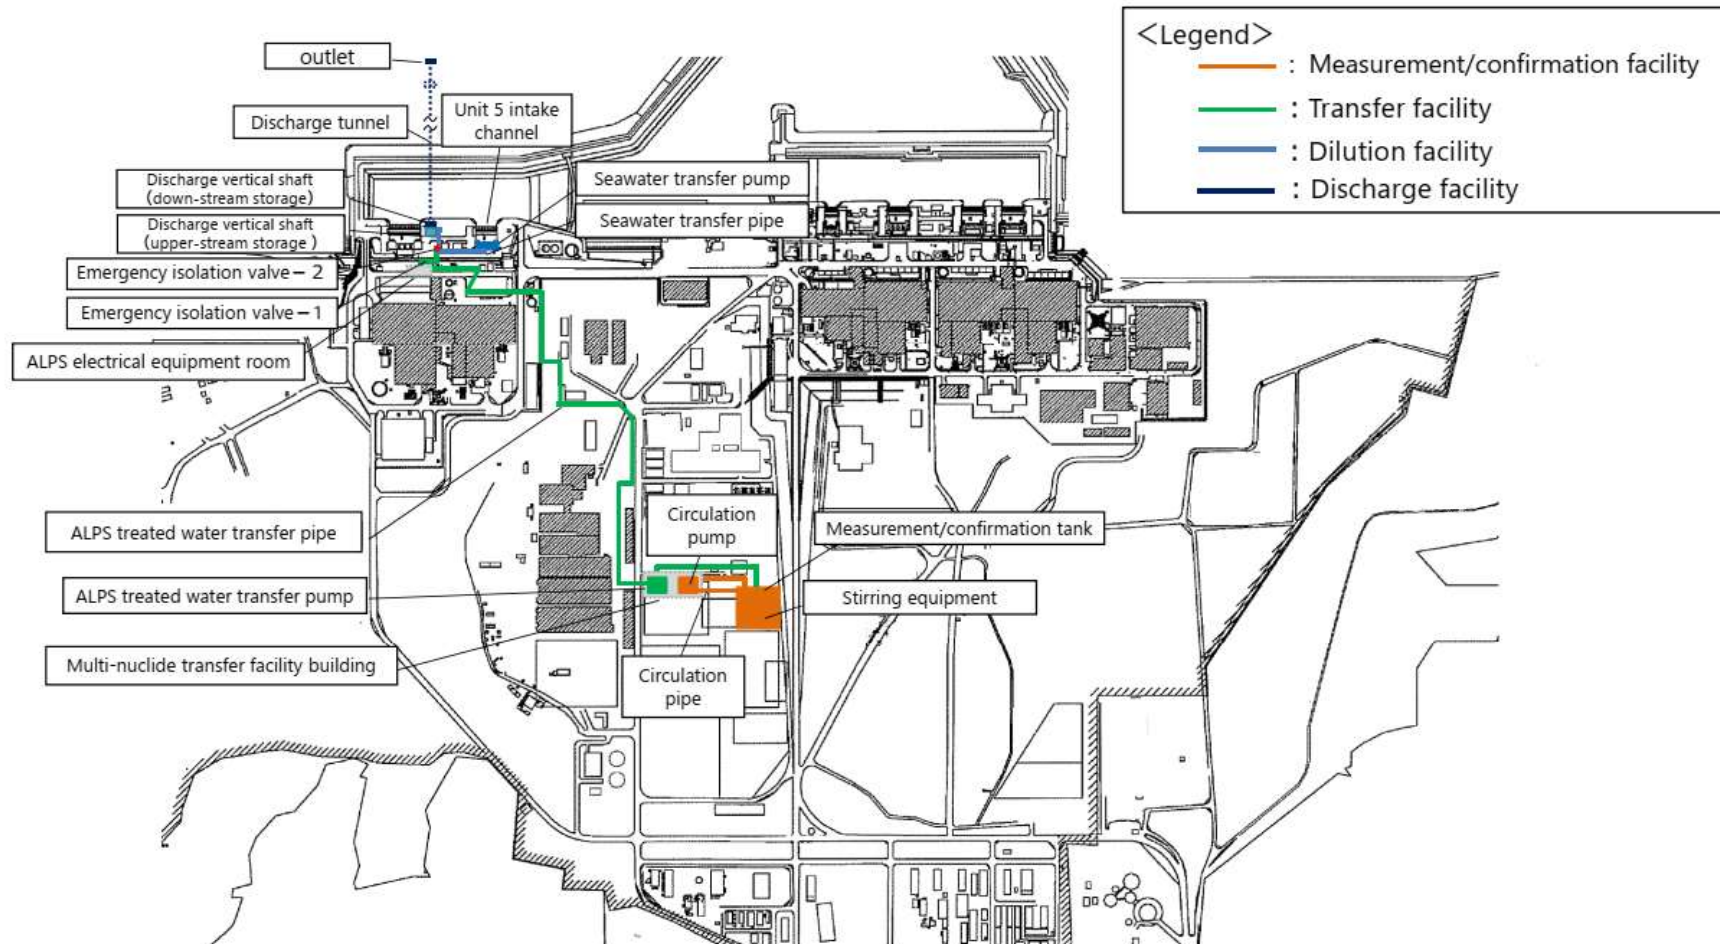 ＜Legend＞
: Measurement/confirmation facility
: Transfer facility
: Dilution facility
: Discharge facility
outlet
Discharge tunnel
Unit 5 intake
channel
Discharge vertical shaft
(down-stream storage)
Discharge vertical shaft
(upper-stream storage )
Seawater transfer pump
Seawater transfer pipe
Emergency isolation valve－2
Emergency isolation valve－1
ALPS electrical equipment room
ALPS treated water transfer pipe
Circulation
pump
Measurement/confirmation tank
ALPS treated water transfer pump
Stirring equipment
Multi-nuclide transfer facility building
Circulation
pipe